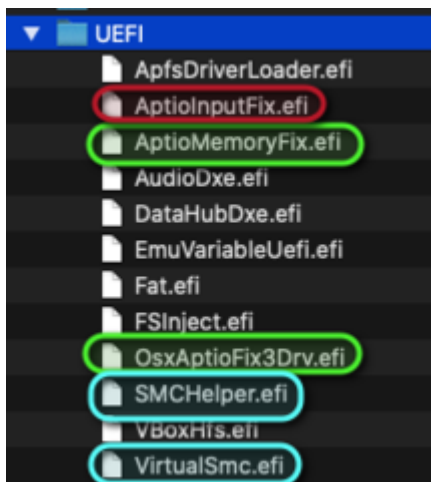 UEFI
ApfsDriverLoader.efi
AptioInputFix.efi
AptioMemoryFix.efi
AudioDxe.efi
DataHubDxe.efi
EmuVariableUefi.efi
Fat.efi
FSInject.efi
OsxAptioFix3Drv.efi
SMCHelper.efi
VBoxHfs.efi
VirtualSmc.efi